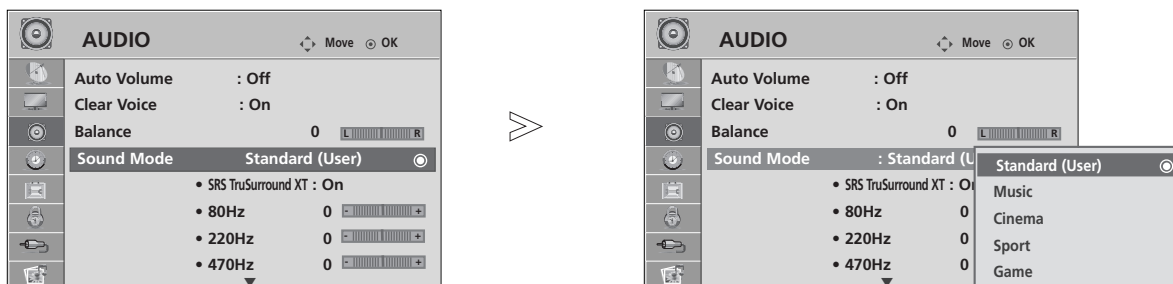 AUDIO Move OK
Auto Volume : Off
Clear Voice : On
Balance 0 L R
Sound Mode Standard (User)
• SRS TruSurround XT : On
• 80Hz 0 - +
• 220Hz 0 - +
• 470Hz 0 - +
AUDIO Move OK
Auto Volume : Off
Clear Voice : On
Balance 0 L R
Sound Mode : Standard (U
• SRS TruSurround XT :
• 80Hz 0
• 220Hz 0
• 470Hz 0
Standard (User)
Music
Cinema
Sport
Game